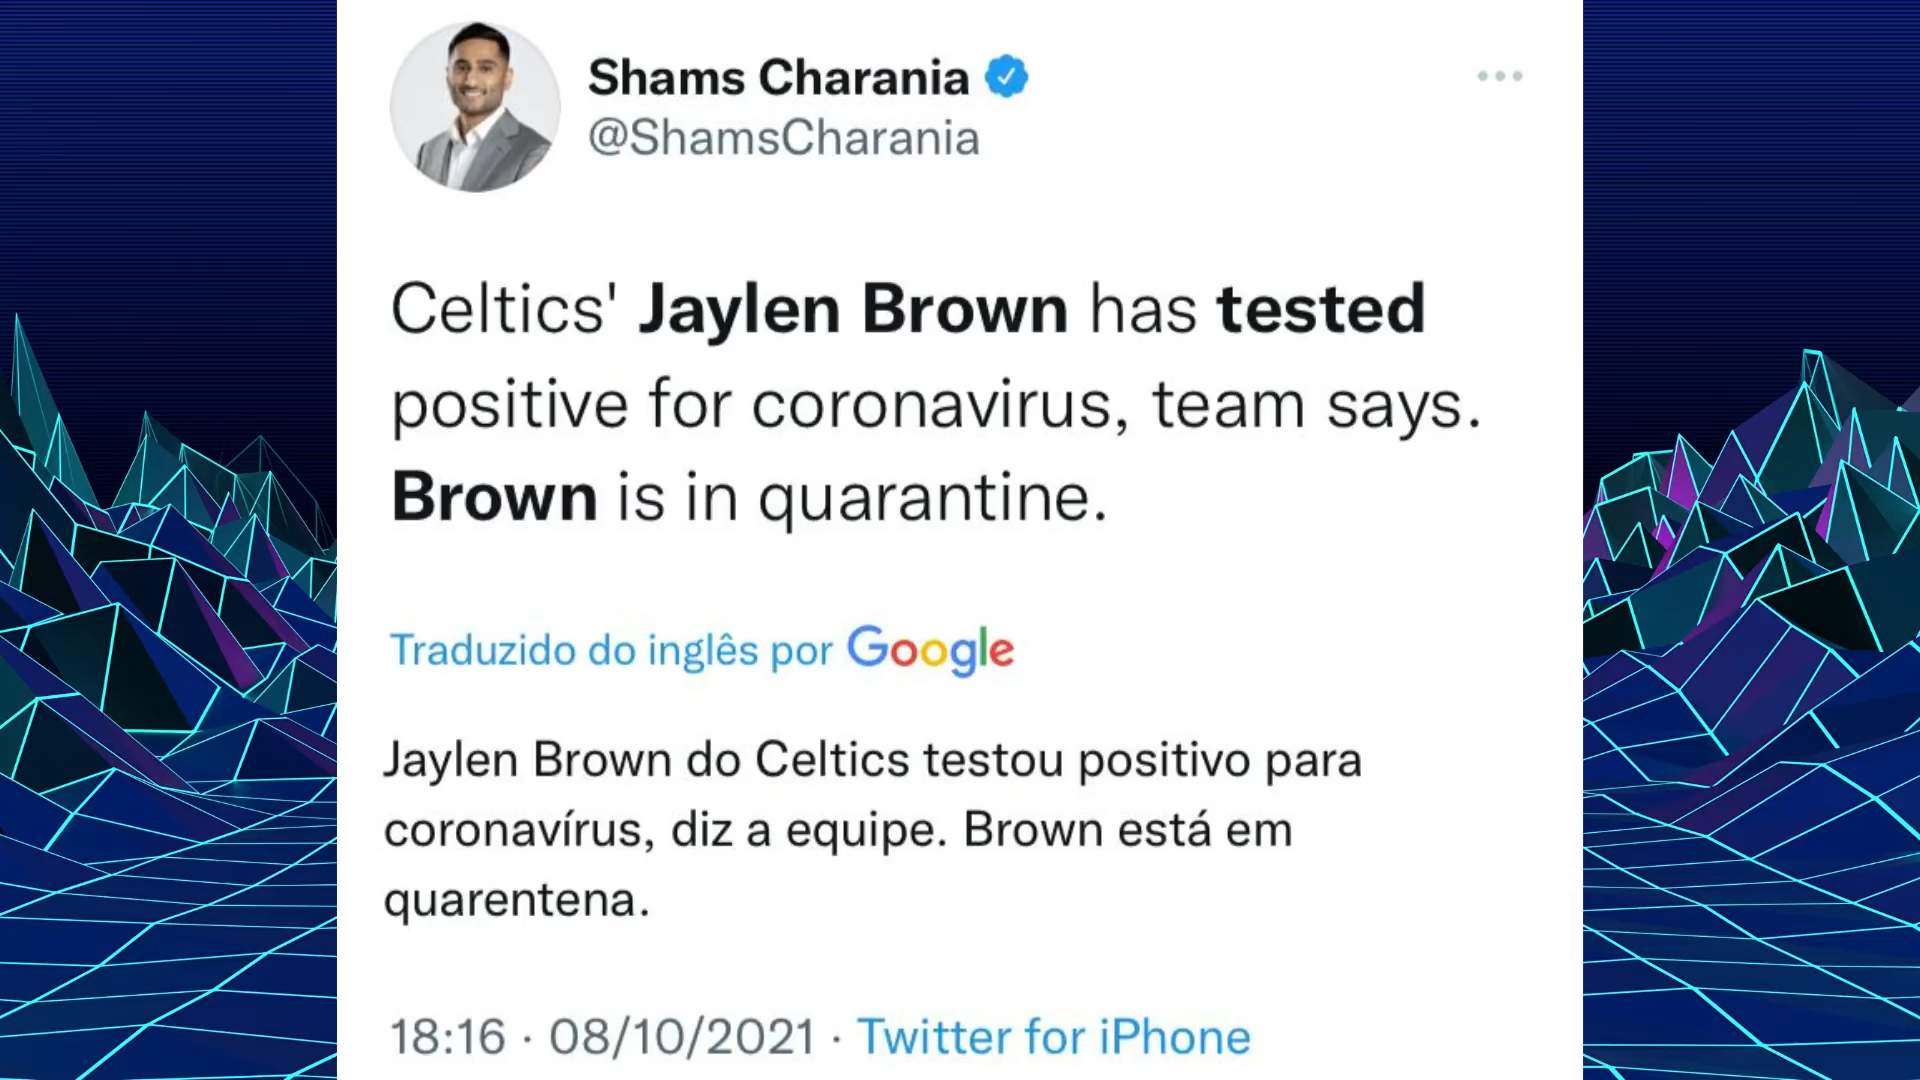 Shams Charania
@ShamsCharania
Celtics' Jaylen Brown has tested
positive for coronavirus, team says.
Brown is in quarantine.
Traduzido do inglês por Google
Jaylen Brown do Celtics testou positivo para
coronavírus, diz a equipe. Brown está em
quarentena.
18:16 · 08/10/2021 · Twitter for iPhone